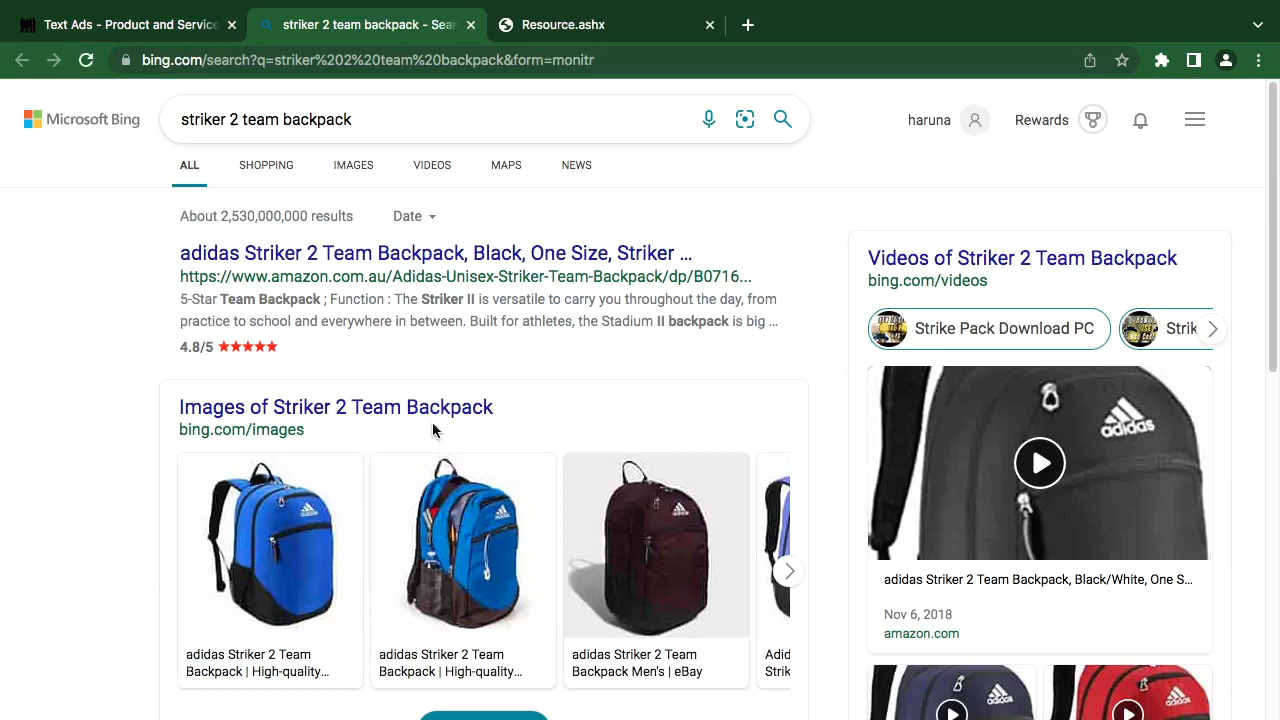 Text Ads - Product and Service
striker 2 team backpack - Sear
Resource.ashx
bing.com/search?q=striker%202%20team%20backpack&form=monitr
Microsoft Bing
striker 2 team backpack
haruna
Rewards
ALL
SHOPPING
IMAGES
VIDEOS
MAPS
NEWS
About 2,530,000,000 results
Date
adidas Striker 2 Team Backpack, Black, One Size, Striker ...
https://www.amazon.com.au/Adidas-Unisex-Striker-Team-Backpack/dp/B0716...
5-Star Team Backpack ; Function : The Striker II is versatile to carry you throughout the day, from
practice to school and everywhere in between. Built for athletes, the Stadium II backpack is big ...
4.8/5
Images of Striker 2 Team Backpack
bing.com/images
adidas Striker 2 Team
Backpack | High-quality...
adidas Striker 2 Team
Backpack | High-quality...
adidas Striker 2 Team
Backpack Men's | eBay
Adid
Strik
Videos of Striker 2 Team Backpack
bing.com/videos
Strike Pack Download PC
Strik
adidas
adidas Striker 2 Team Backpack, Black/White, One S...
Nov 6, 2018
amazon.com
adidas
adidas